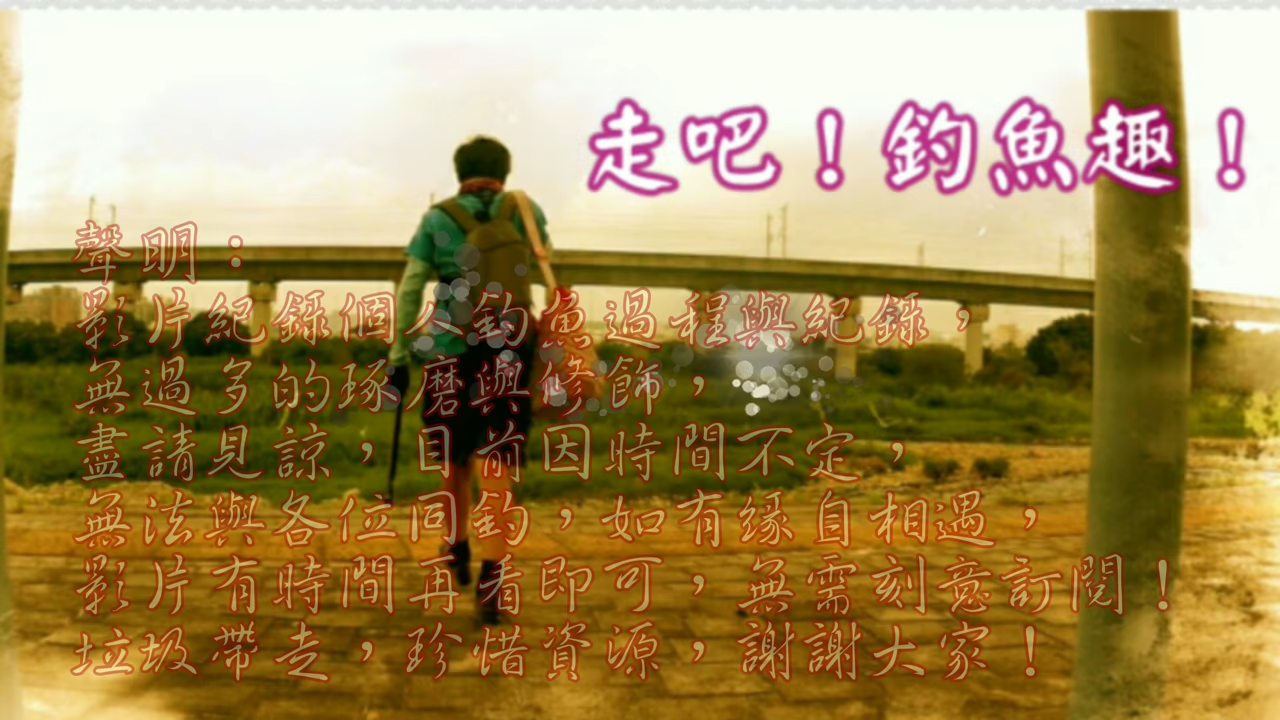 走吧！釣魚趣！
聲明：
影片紀錄個人釣魚過程與紀錄，
無過多的琢磨與修飾，
盡請見諒，目前因時間不定，
無法與各位同釣，如有緣自相遇，
影片有時間再看即可，無需刻意訂閱！
垃圾帶走，珍惜資源，謝謝大家！